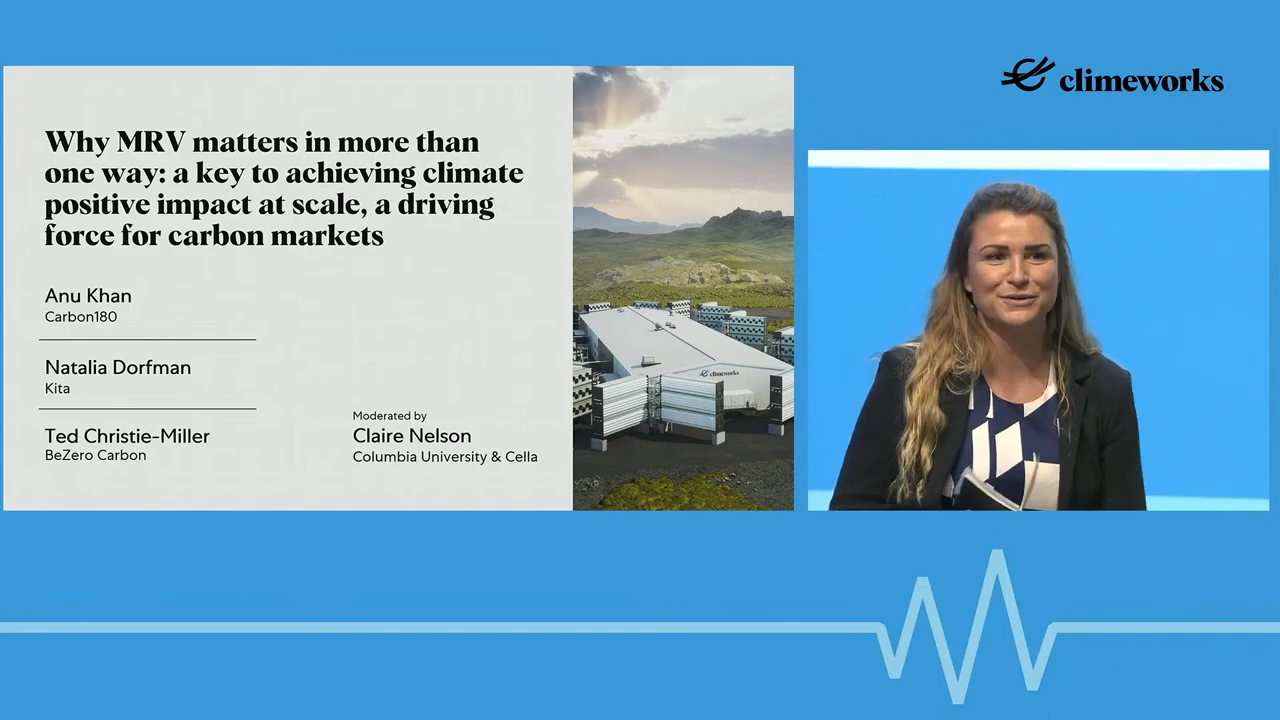 climeworks
Why MRV matters in more than
one way: a key to achieving climate
positive impact at scale, a driving
force for carbon markets
Anu Khan
Carbon180
Natalia Dorfman
Kita
Ted Christie-Miller
BeZero Carbon
Moderated by
Claire Nelson
Columbia University & Cella
climeworks